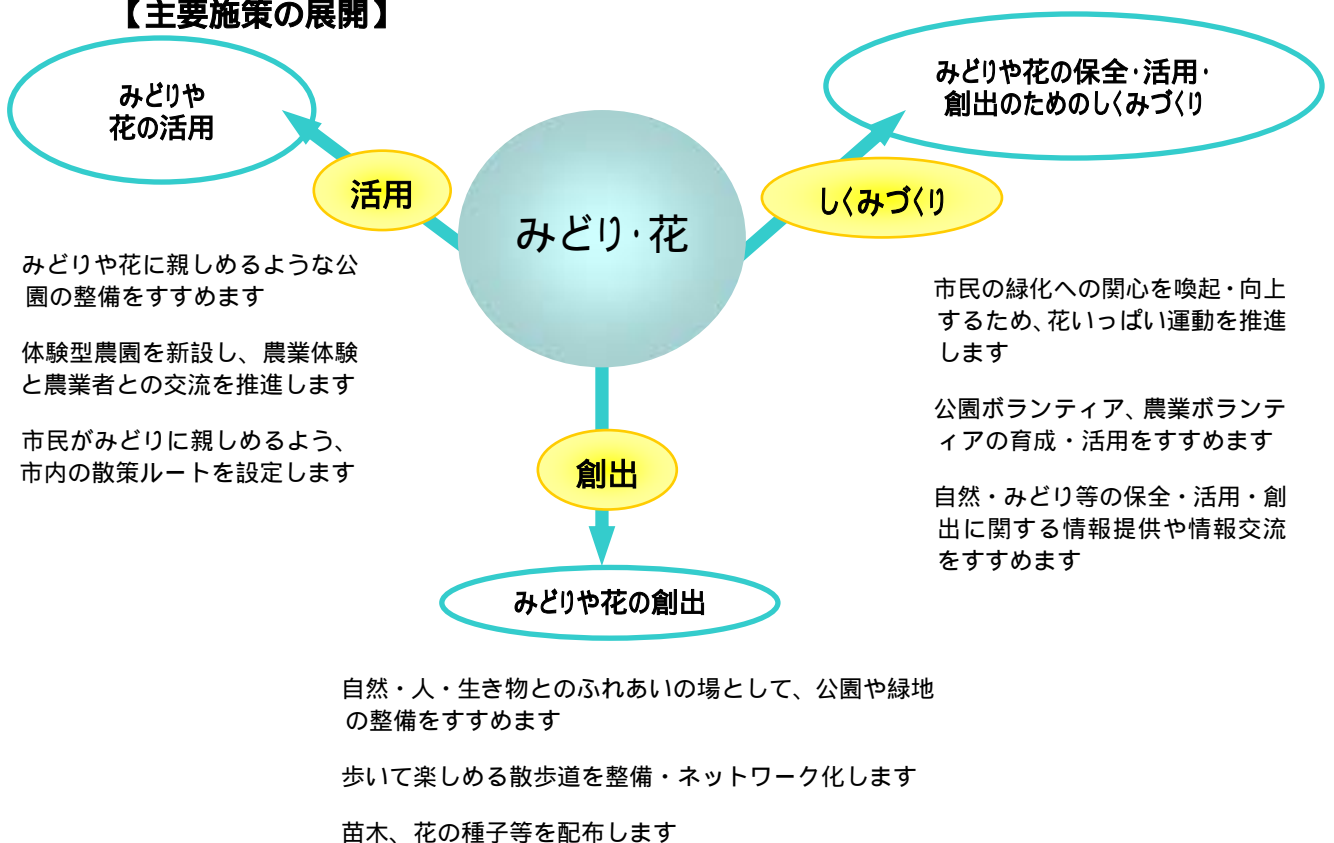 【主要施策の展開】
みどりや
花の活用
みどりや花の保全・活用・
創出のためのしくみづくり
活用
みどり・花
しくみづくり
みどりや花に親しめるような公
園の整備をすすめます
体験型農園を新設し、農業体験
と農業者との交流を推進します
市民がみどりに親しめるよう、
市内の散策ルートを設定します
市民の緑化への関心を喚起・向上
するため、花いっぱい運動を推進
します
公園ボランティア、農業ボランテ
ィアの育成・活用をすすめます
自然・みどり等の保全・活用・創
出に関する情報提供や情報交流
をすすめます
創出
みどりや花の創出
自然・人・生き物とのふれあいの場として、公園や緑地
の整備をすすめます
歩いて楽しめる散歩道を整備・ネットワーク化します
苗木、花の種子等を配布します